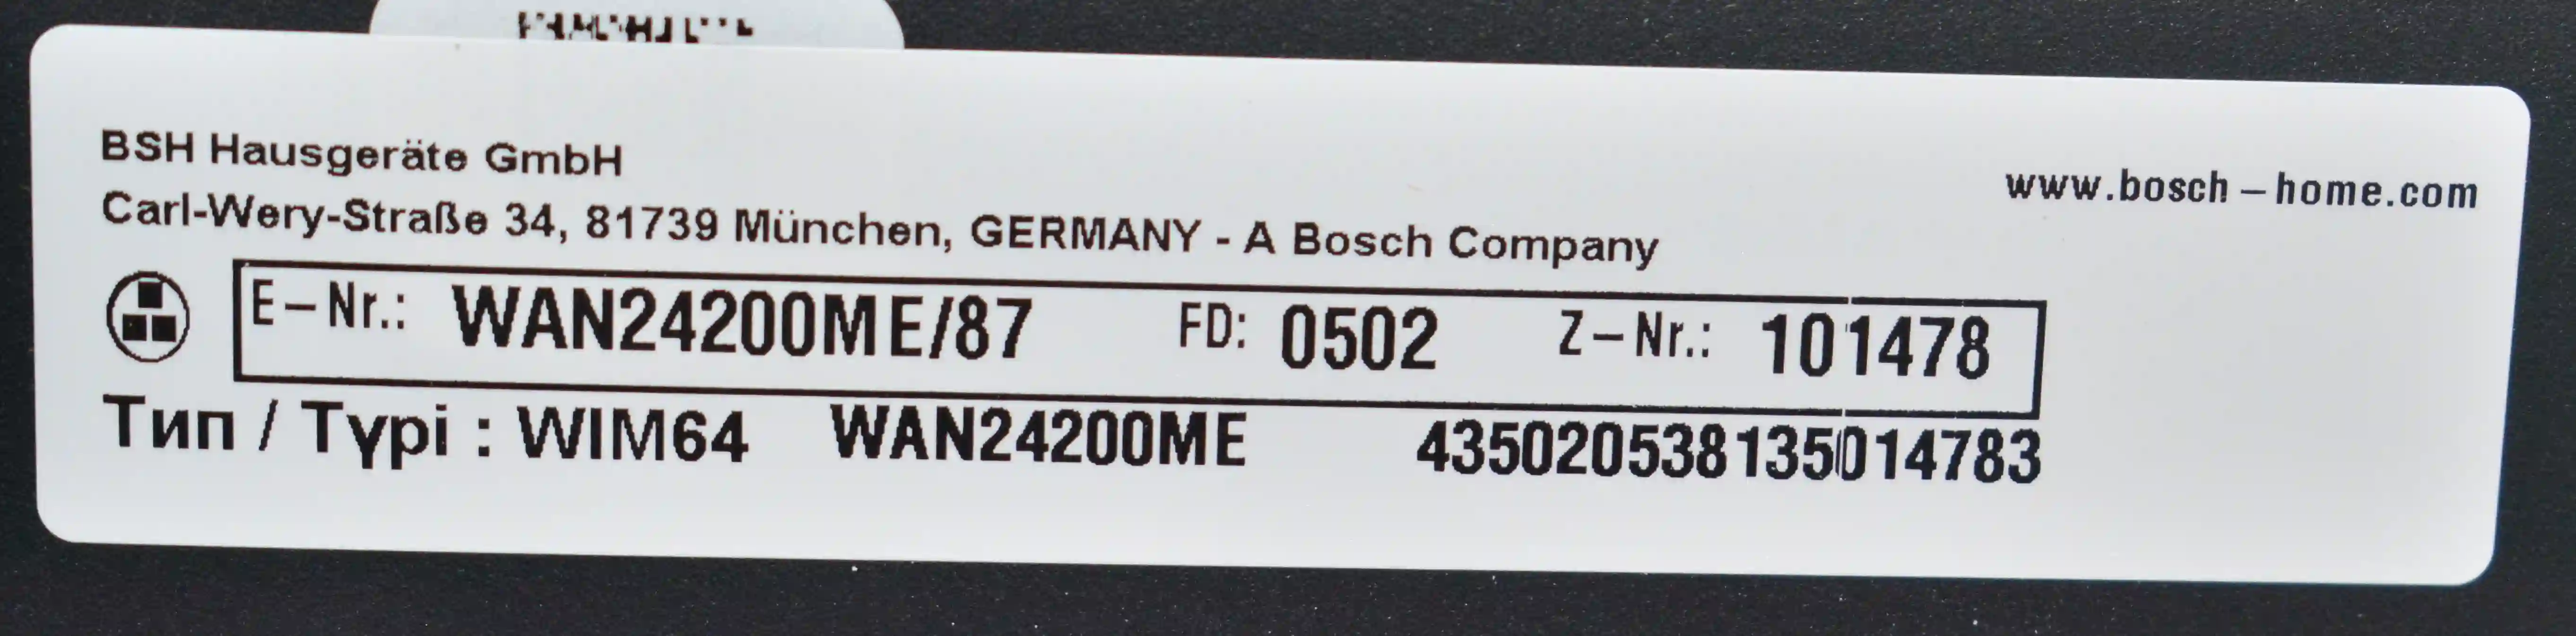 BSH Hausgeräte GmbH
www.bosch-home.com
Carl-Wery-Straße 34, 81739 München, GERMANY - A Bosch Company
E-Nr.: WAN24200ME/87 FD: 0502 Z-Nr.: 101478
Тип / Τγpi : WIM64 WAN24200ME 435020538135014783